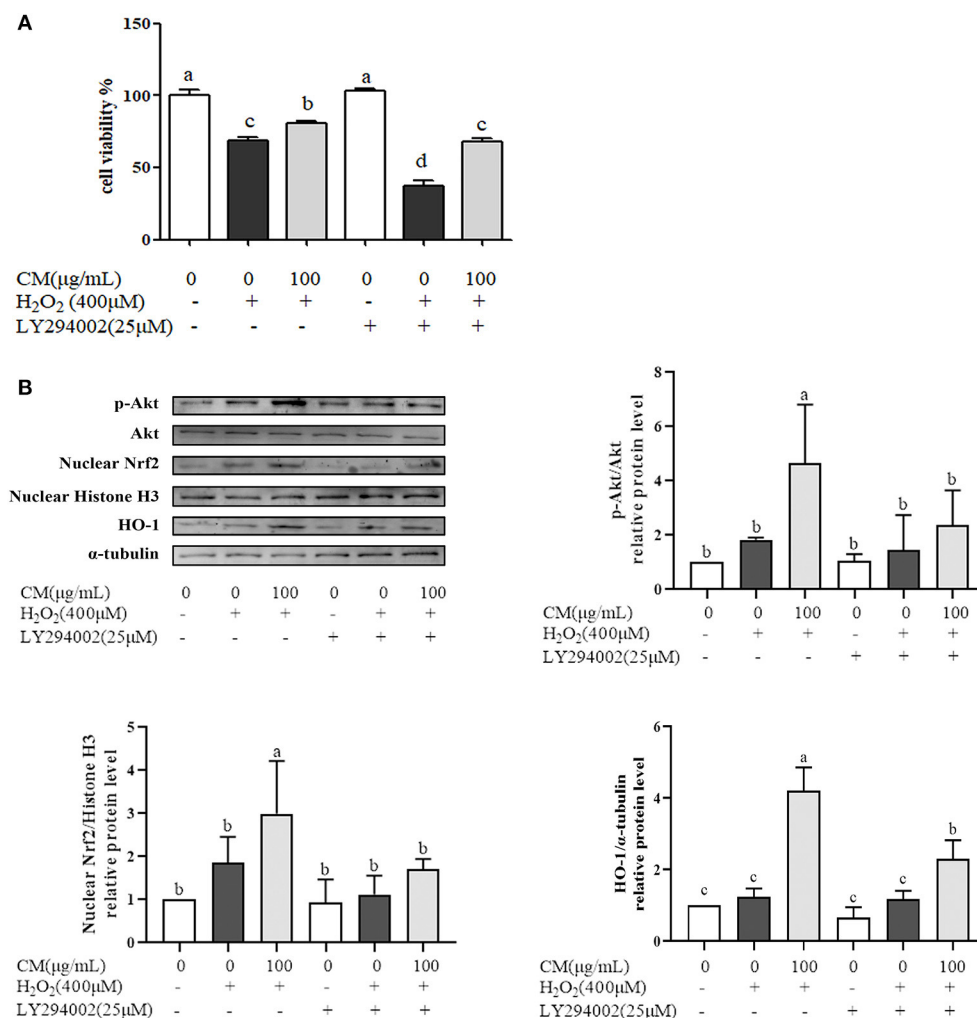 A
cell viability %
150
100
50
0
a
c
b
a
d
c
CM(μg/mL) 0 0 100 0 0 100
H₂O₂ (400μM) - + + - + +
LY294002(25μM) - - - + + +
B
p-Akt
Akt
Nuclear Nrf2
Nuclear Histone H3
HO-1
α-tubulin
CM(μg/mL) 0 0 100 0 0 100
H₂O₂(400μM) - + + - + +
LY294002(25μM) - - - + + +
p-Akt/Akt
relative protein level
8
6
4
2
0
b
b
a
b
b
b
CM(μg/mL) 0 0 100 0 0 100
H₂O₂(400μM) - + + - + +
LY294002(25μM) - - - + + +
Nuclear Nrf2/Histone H3
relative protein level
5
4
3
2
1
0
b
b
a
b
b
b
CM(μg/mL) 0 0 100 0 0 100
H₂O₂(400μM) - + + - + +
LY294002(25μM) - - - + + +
HO-1/α-tubulin
relative protein level
6
4
2
0
c
c
a
c
c
b
CM(μg/mL) 0 0 100 0 0 100
H₂O₂(400μM) - + + - + +
LY294002(25μM) - - - + + +